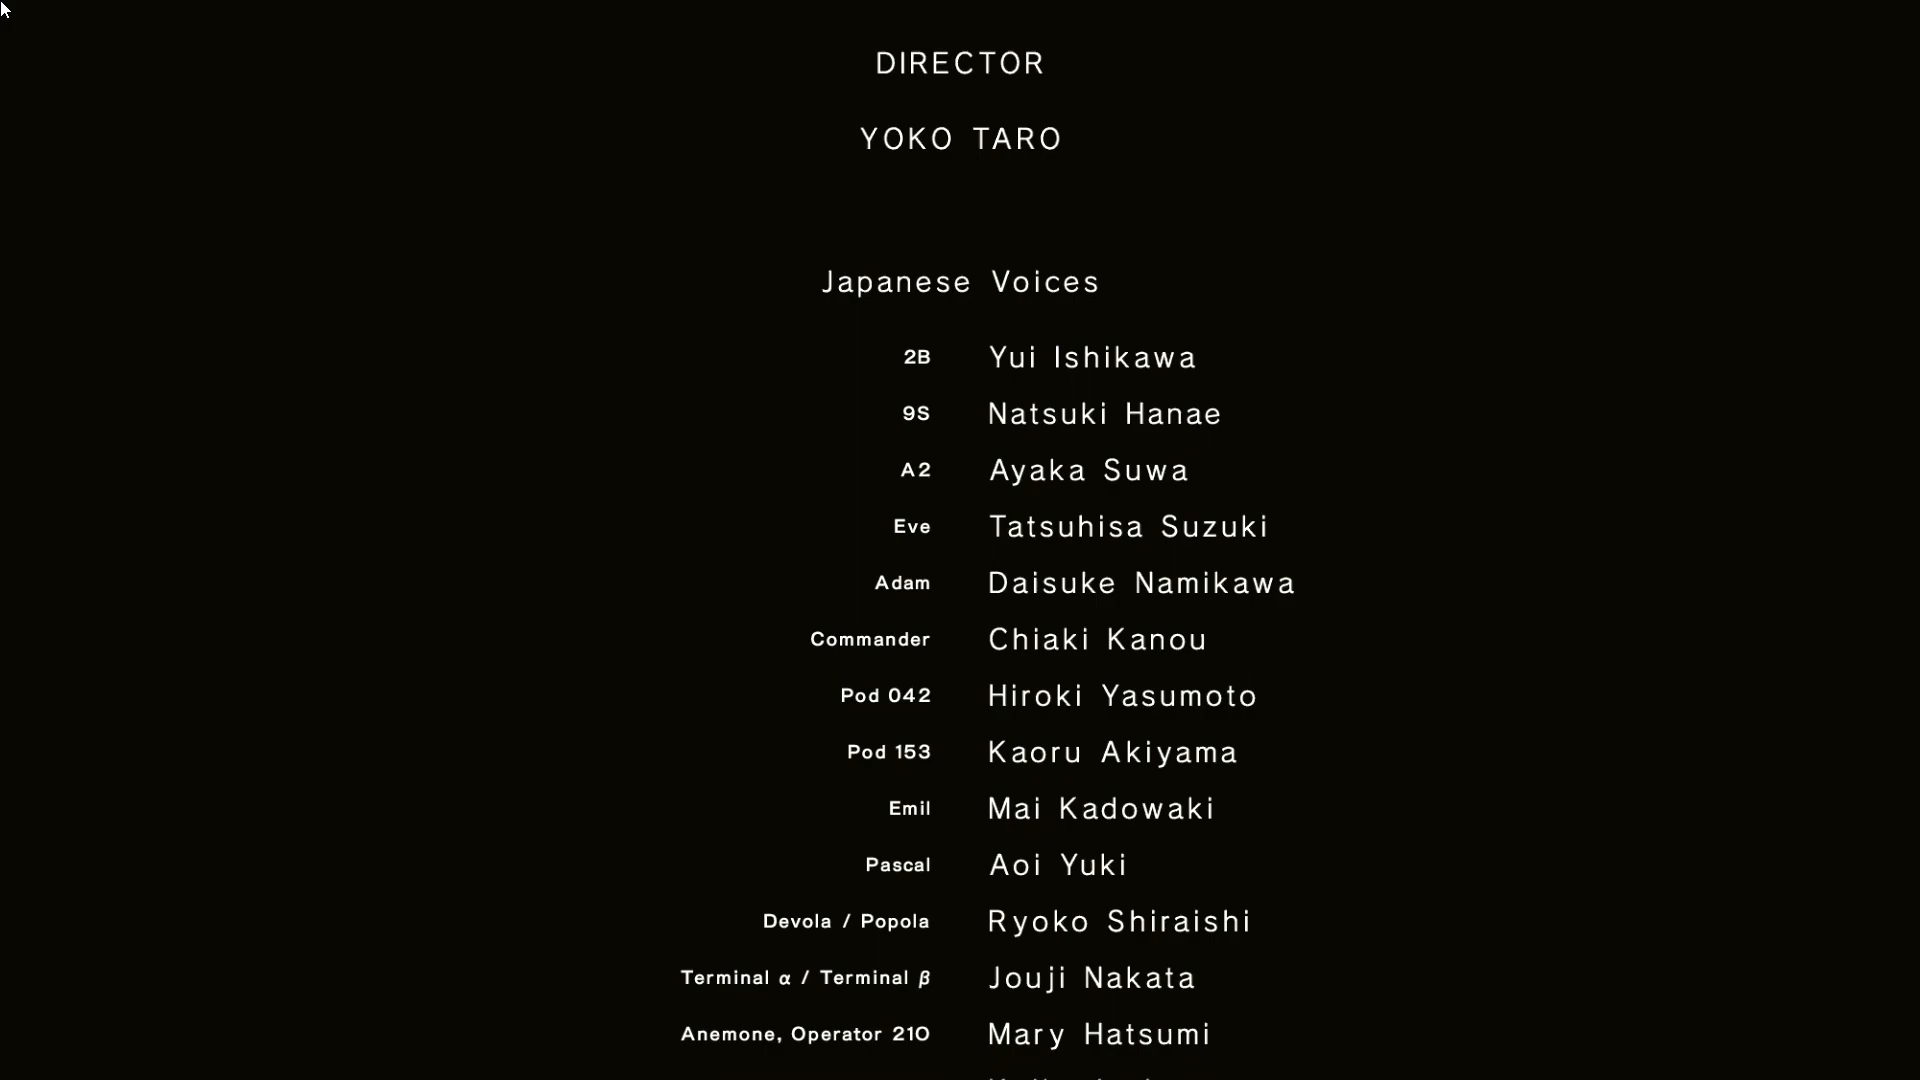 DIRECTOR
YOKO TARO
Japanese Voices
2B Yui Ishikawa
9S Natsuki Hanae
A2 Ayaka Suwa
Eve Tatsuhisa Suzuki
Adam Daisuke Namikawa
Commander Chiaki Kanou
Pod 042 Hiroki Yasumoto
Pod 153 Kaoru Akiyama
Emil Mai Kadowaki
Pascal Aoi Yuki
Devola / Popola Ryoko Shiraishi
Terminal α / Terminal β Jouji Nakata
Anemone, Operator 21O Mary Hatsumi